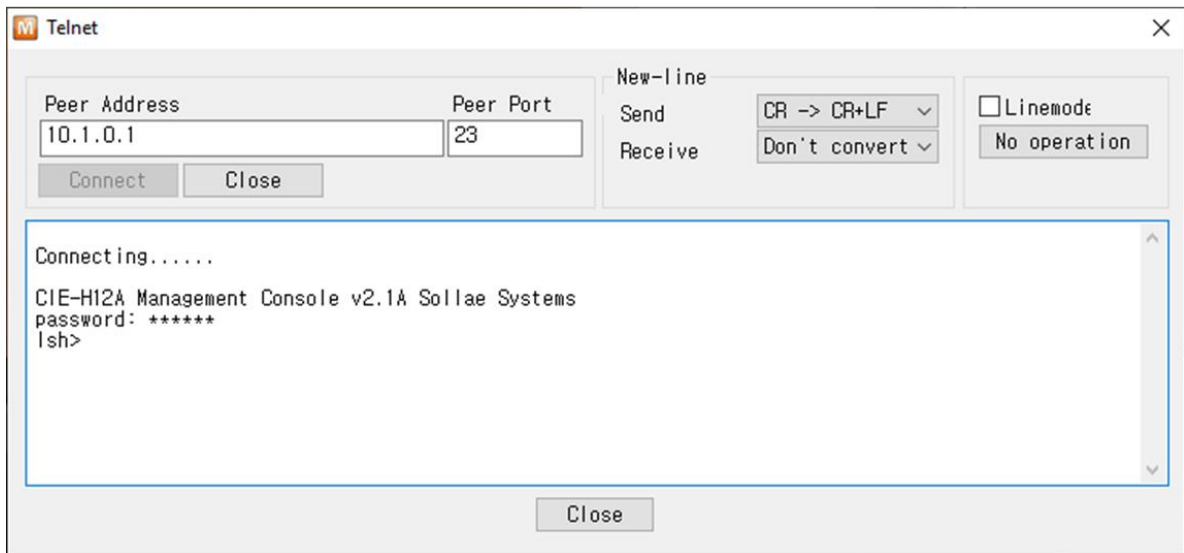 M Telnet
Peer Address
Peer Port
10.1.0.1
23
Connect
Close
New-line
Send
CR -> CR+LF
Receive
Don't convert
Linemode
No operation
Connecting......
CIE-H12A Management Console v2.1A Sollae Systems
password: ******
lsh>
Close